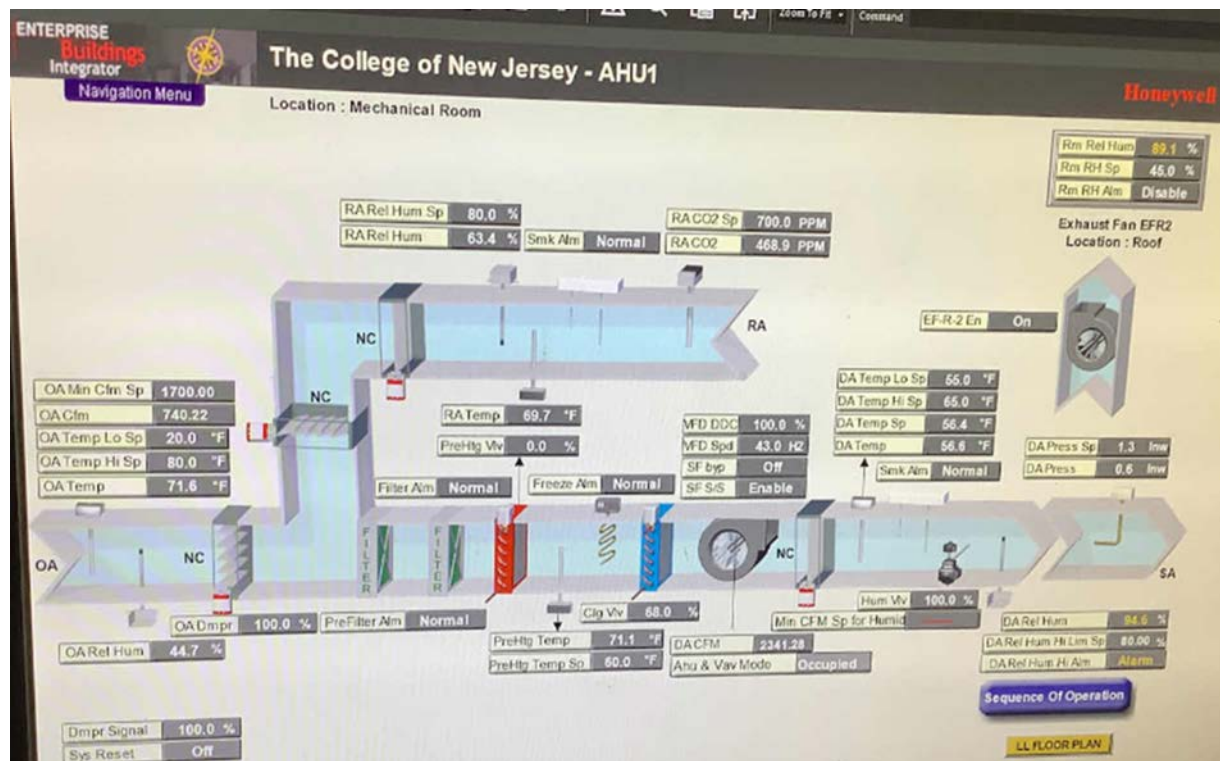 Zoom To Fit
Command
ENTERPRISE
Buildings
Integrator
The College of New Jersey - AHU1
Honeywell
Navigation Menu
Location : Mechanical Room
Rm Rel Hum 89.1 %
Rm RH Sp 45.0 %
Rm RH Alm Disable
Exhaust Fan EFR2
Location : Roof
RA Rel Hum Sp 80.0 %
RA Rel Hum 63.4 %
Smk Alm Normal
RA CO2 Sp 700.0 PPM
RA CO2 468.9 PPM
EF-R-2 En On
NC
RA
NC
OA Min Cfm Sp 1700.00
OA Cfm 740.22
OA Temp Lo Sp 20.0 °F
OA Temp Hi Sp 80.0 °F
OA Temp 71.6 °F
RA Temp 69.7 °F
PreHtg Vlv 0.0 %
Filter Alm Normal
Freeze Alm Normal
VFD DDC 100.0 %
VFD Spd 43.0 HZ
SF byp Off
SF S/S Enable
DA Temp Lo Sp 55.0 °F
DA Temp Hi Sp 65.0 °F
DA Temp Sp 56.4 °F
DA Temp 56.6 °F
Smk Alm Normal
DA Press Sp 1.3 Inw
DA Press 0.6 Inw
OA
NC
FILTER
FILTER
NC
SA
OA Dmpr 100.0 %
PreFilter Alm Normal
OA Rel Hum 44.7 %
PreHtg Temp 71.1 °F
PreHtg Temp Sp 60.0 °F
Clg Vlv 68.0 %
DA CFM 2341.28
Ahu & Vav Mode Occupied
Hum Vlv 100.0 %
Min CFM Sp for Humid
DA Rel Hum 94.6 %
DA Rel Hum Hi Lim Sp 80.00 %
DA Rel Hum Hi Alm Alarm
Sequence Of Operation
LL FLOOR PLAN
Dmpr Signal 100.0 %
Sys Reset Off